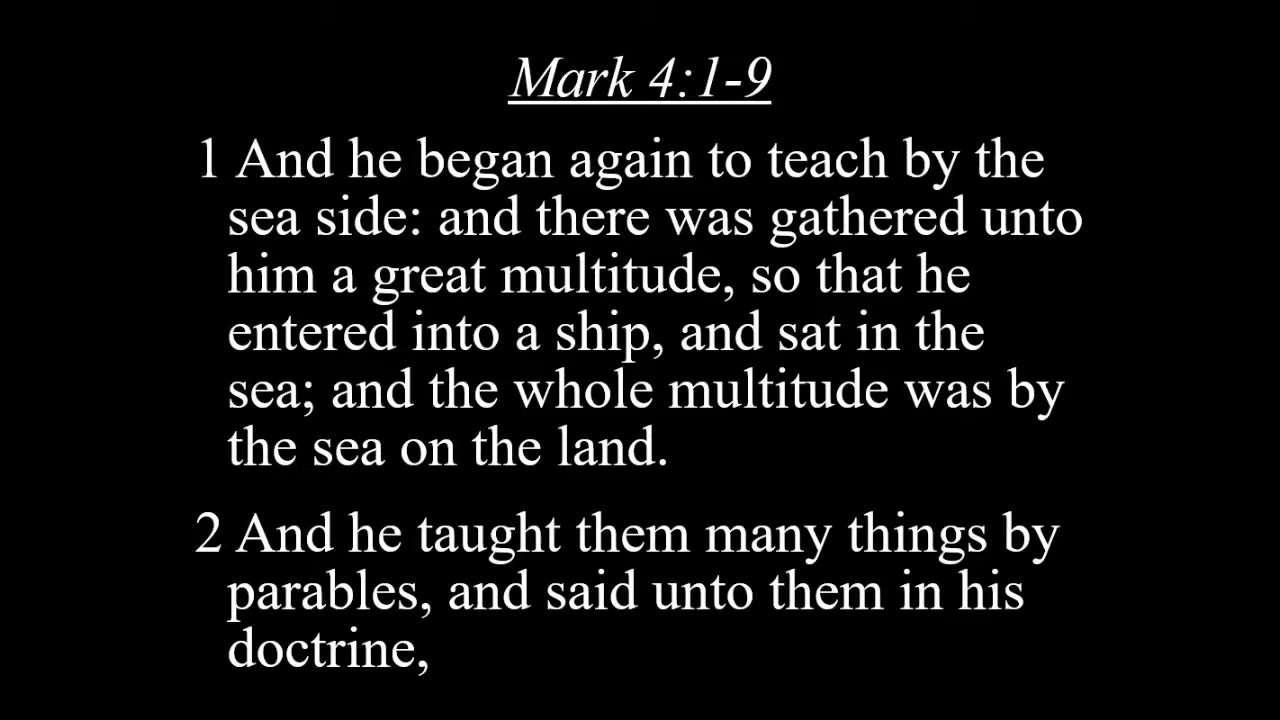 Mark 4:1-9
1 And he began again to teach by the
sea side: and there was gathered unto
him a great multitude, so that he
entered into a ship, and sat in the
sea; and the whole multitude was by
the sea on the land.
2 And he taught them many things by
parables, and said unto them in his
doctrine,